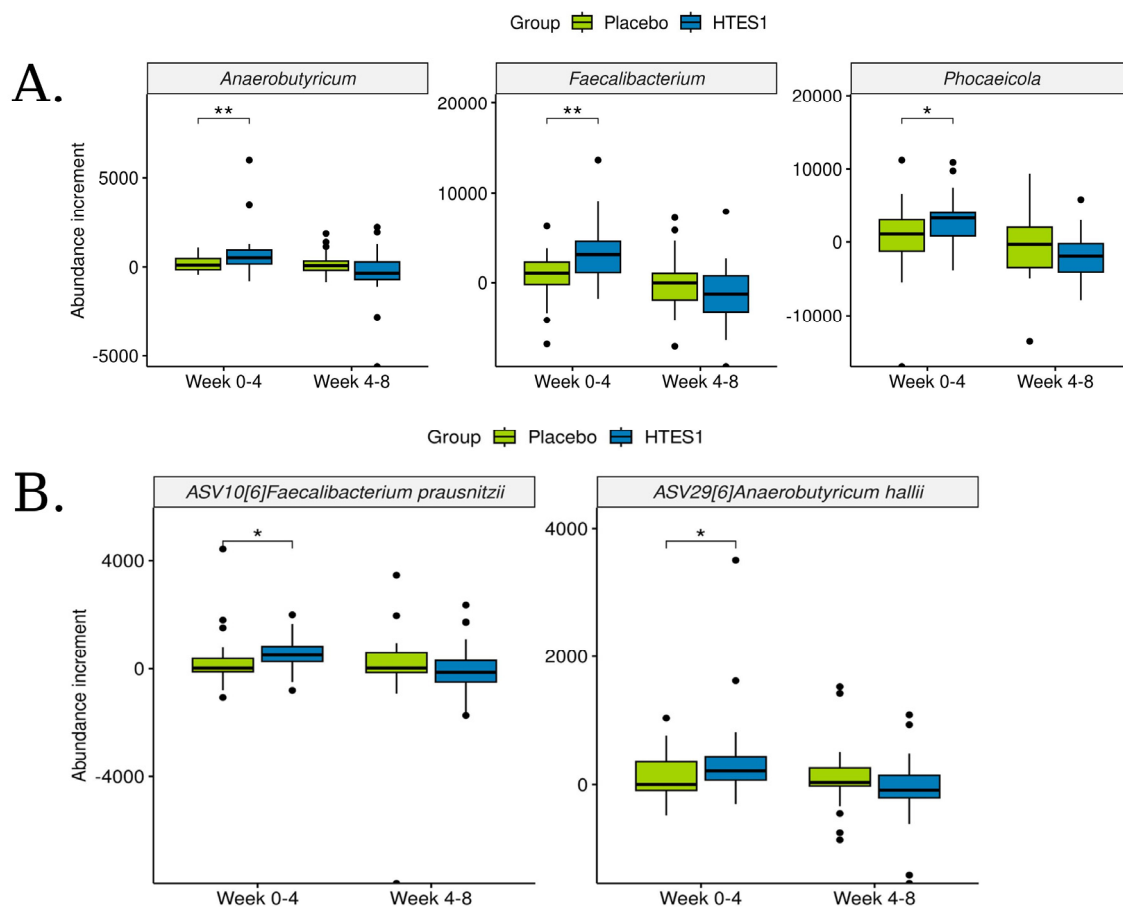 Group Placebo HTES1
A.
Anaerobutyricum
Faecalibacterium
Phocaeicola
Abundance increment
**
5000
0
-5000
Week 0-4 Week 4-8
**
20000
10000
0
Week 0-4 Week 4-8
*
20000
10000
0
-10000
Week 0-4 Week 4-8
Group Placebo HTES1
B.
ASV10[6]Faecalibacterium prausnitzii
ASV29[6]Anaerobutyricum hallii
Abundance increment
*
4000
0
-4000
Week 0-4 Week 4-8
*
4000
2000
0
Week 0-4 Week 4-8